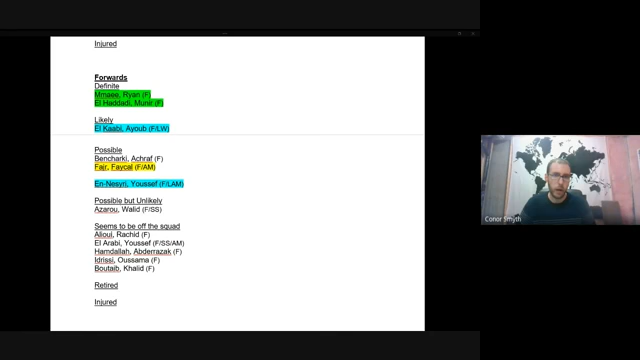 Injured
Forwards
Definite
Mmaee, Ryan (F)
El Haddadi, Munir (F)
Likely
El Kaabi, Ayoub (F/LW)
Possible
Bencharki, Achraf (F)
Fajr, Faycal (F/AM)
En-Nesyri, Youssef (F/LAM)
Possible but Unlikely
Azarou, Walid (F/SS)
Seems to be off the squad
Alioui, Rachid (F)
El Arabi, Youssef (F/SS/AM)
Hamdallah, Abderrazak (F)
Idrissi, Oussama (F)
Boutaib, Khalid (F)
Retired
Injured
Conor Smyth